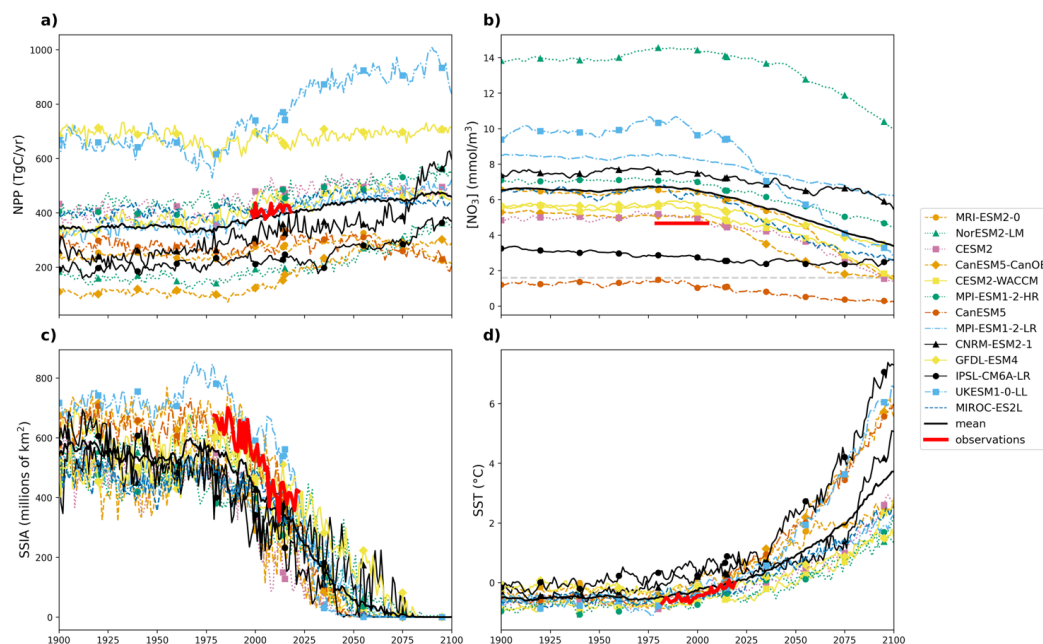 a)
NPP (TgC/yr)
1000
800
600
400
200
b)
[NO₃] (mmol/m³)
14
12
10
8
6
4
2
0
MRI-ESM2-0
NorESM2-LM
CESM2
CanESM5-CanOE
CESM2-WACCM
MPI-ESM1-2-HR
CanESM5
MPI-ESM1-2-LR
CNRM-ESM2-1
GFDL-ESM4
IPSL-CM6A-LR
UKESM1-0-LL
MIROC-ES2L
mean
observations
c)
SSIA (millions of km²)
800
600
400
200
0
1900 1925 1950 1975 2000 2025 2050 2075 2100
d)
SST (°C)
6
4
2
0
1900 1925 1950 1975 2000 2025 2050 2075 2100